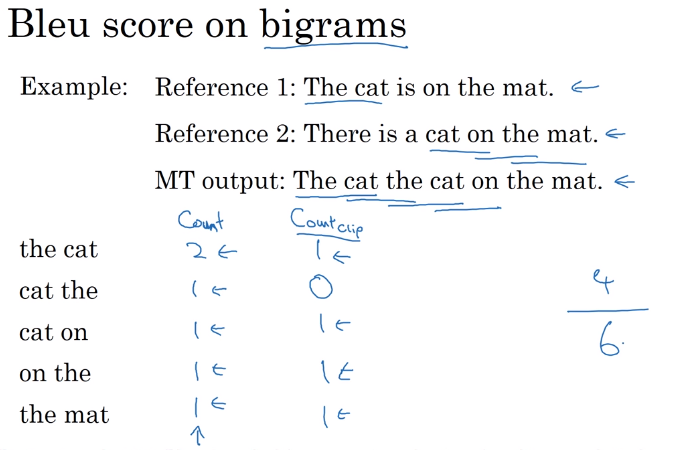 Bleu score on bigrams
Example: Reference 1: The cat is on the mat. ←
Reference 2: There is a cat on the mat. ←
MT output: The cat the cat on the mat. ←
Count Count clip
the cat 2 ← 1 ←
cat the 1 ← 0
cat on 1 ← 1 ←
on the 1 ← 1 ←
the mat 1 ← 1 ←
↑
4
6